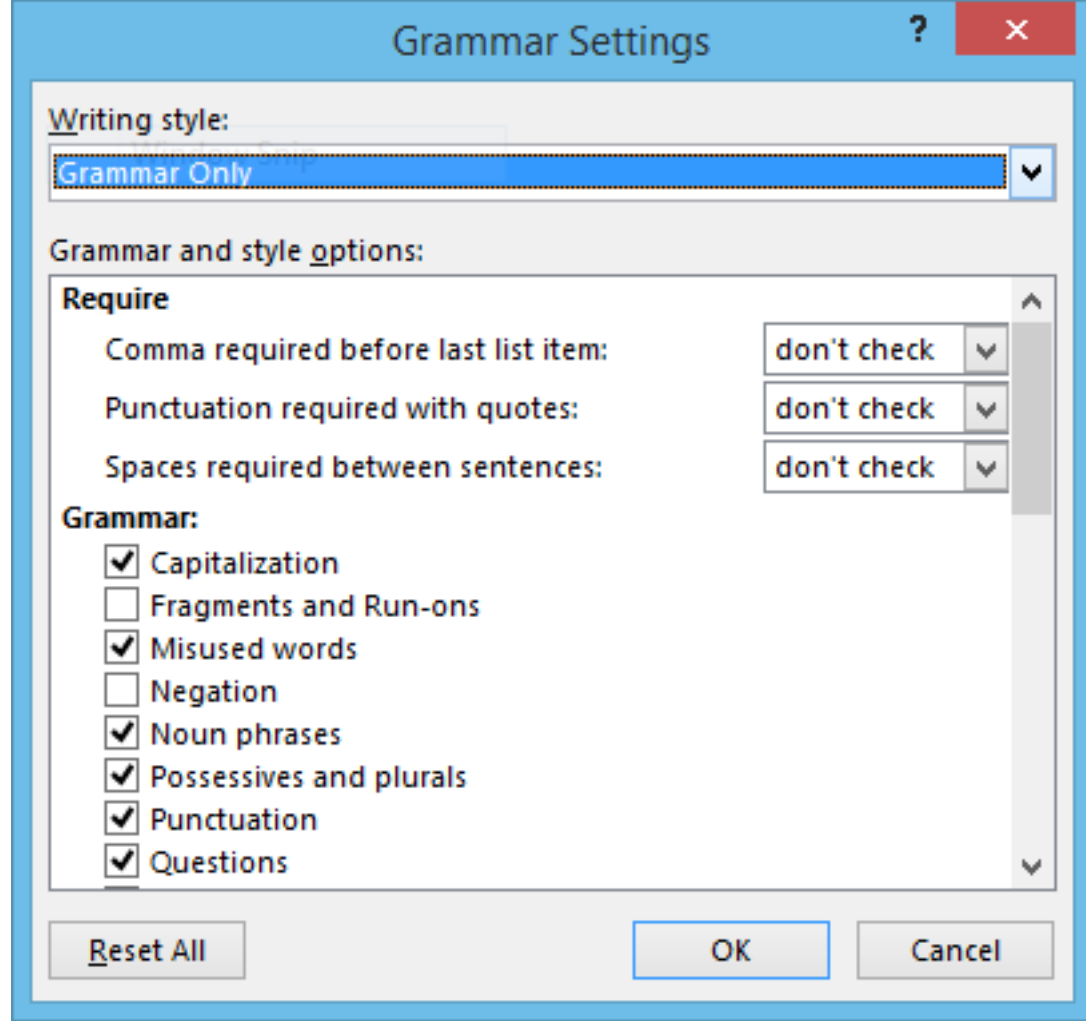 Grammar Settings ?
Writing style:
Window Snip
Grammar Only
Grammar and style options:
Require
Comma required before last list item: don't check
Punctuation required with quotes: don't check
Spaces required between sentences: don't check
Grammar:
Capitalization
Fragments and Run-ons
Misused words
Negation
Noun phrases
Possessives and plurals
Punctuation
Questions
Reset All OK Cancel